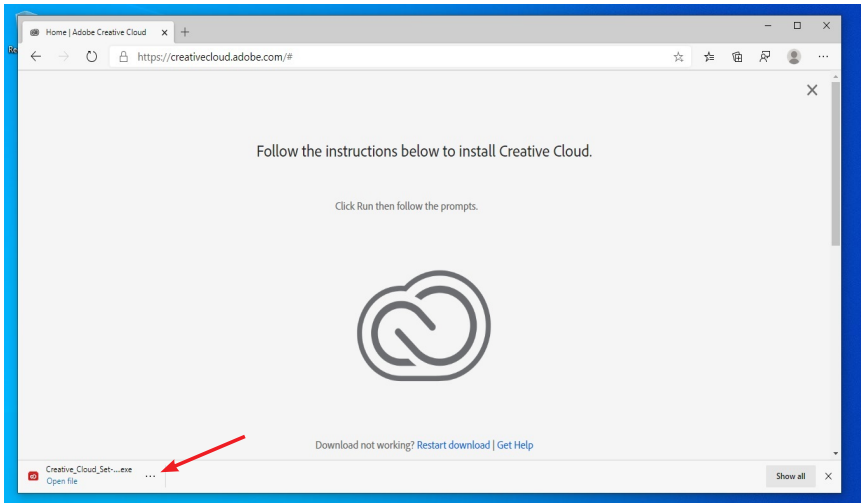 Home | Adobe Creative Cloud
https://creativecloud.adobe.com/#
Follow the instructions below to install Creative Cloud.
Click Run then follow the prompts.
Download not working? Restart download | Get Help
Creative_Cloud_Set-....exe
Open file
Show all